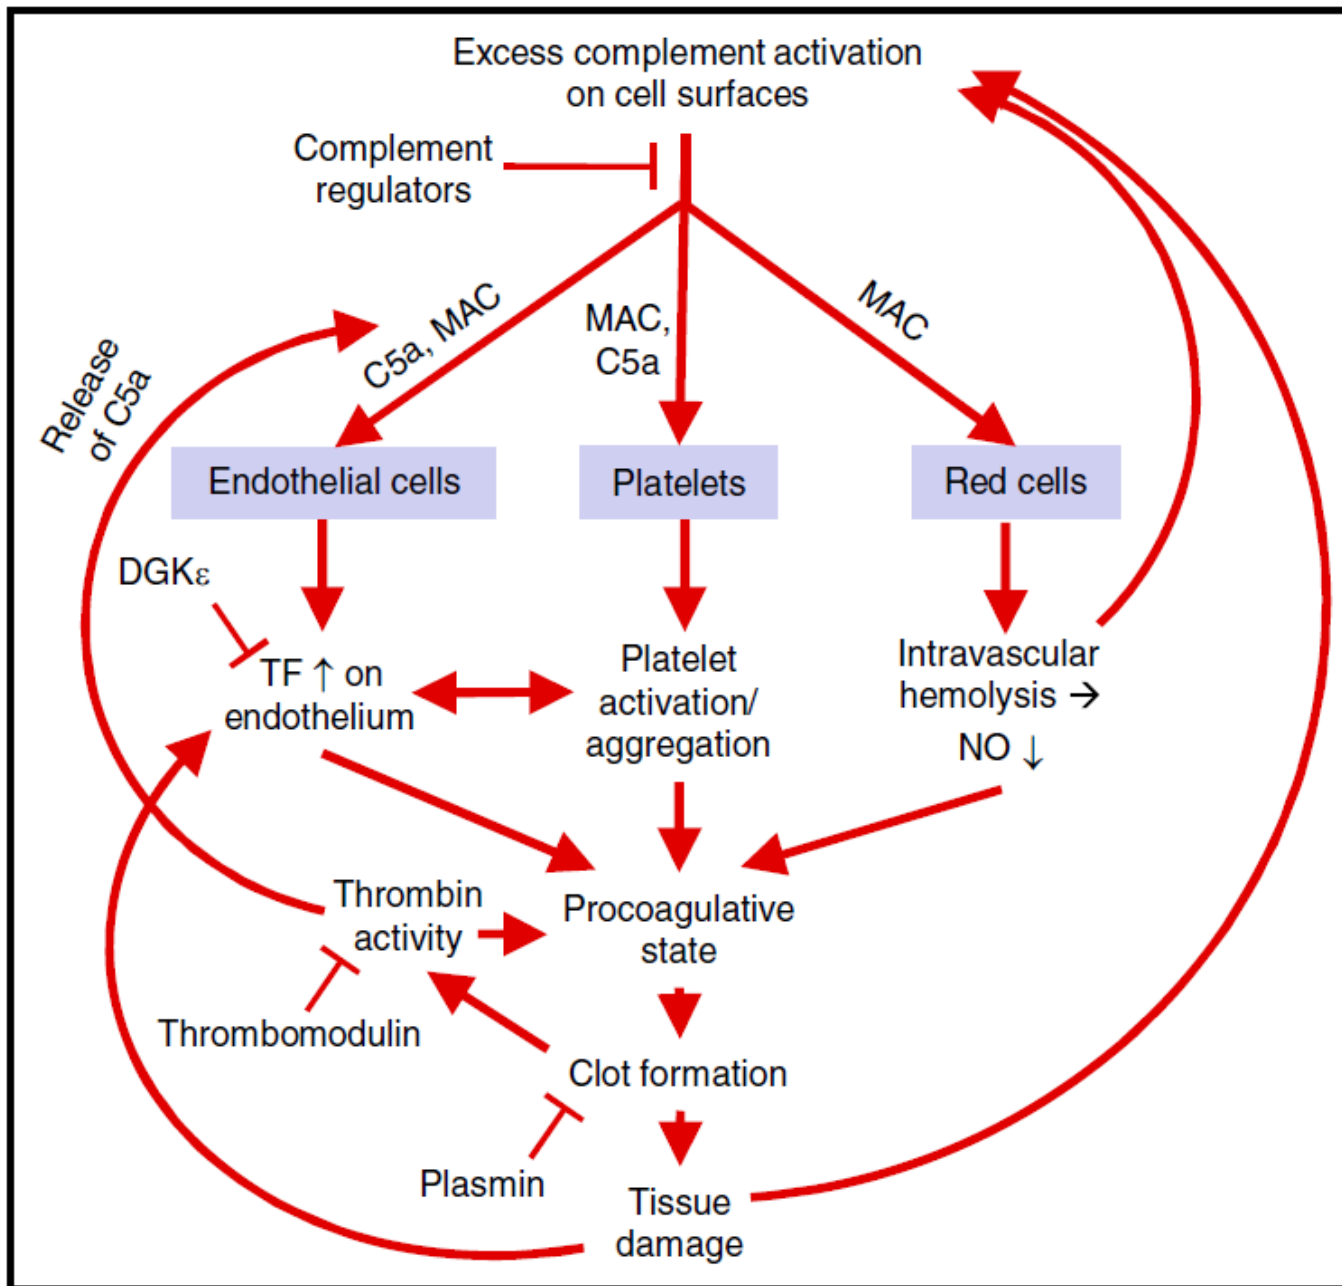 Excess complement activation
on cell surfaces
Complement
regulators
C5a, MAC
MAC,
C5a
MAC
Release
of C5a
Endothelial cells
Platelets
Red cells
DGKε
TF ↑ on
endothelium
Platelet
activation/
aggregation
Intravascular
hemolysis →
NO ↓
Thrombin
activity
Procoagulative
state
Thrombomodulin
Clot formation
Plasmin
Tissue
damage